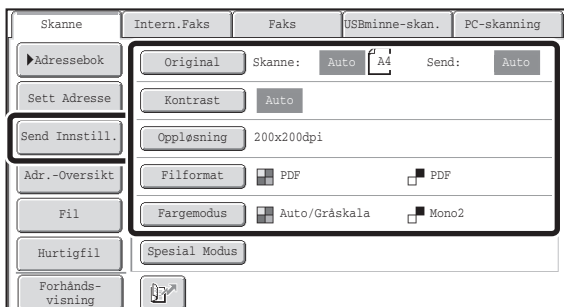 Skanne Intern.Faks Faks USBminne-skan. PC-skanning
Adressebok
Original Skanne: Auto A4 Send: Auto
Sett Adresse
Kontrast Auto
Send Innstill.
Oppløsning 200x200dpi
Adr.-Oversikt
Filformat PDF PDF
Fil
Fargemodus Auto/Gråskala Mono2
Hurtigfil
Spesial Modus
Forhånds-
visning